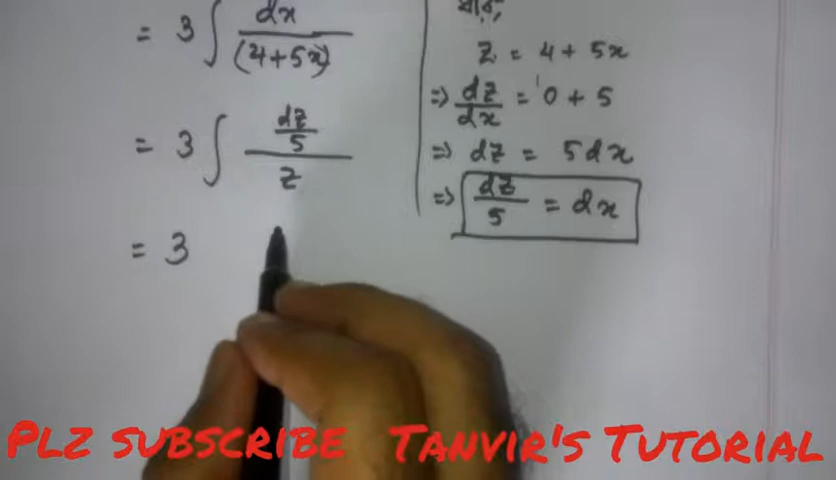 = 3 ∫ dx / (4+5x)
= 3 ∫ dz/5 / z
= 3
z = 4 + 5x
=> dz/dx = 0 + 5
=> dz = 5dx
=> dz/5 = dx
Plz subscribe Tanvir's Tutorial